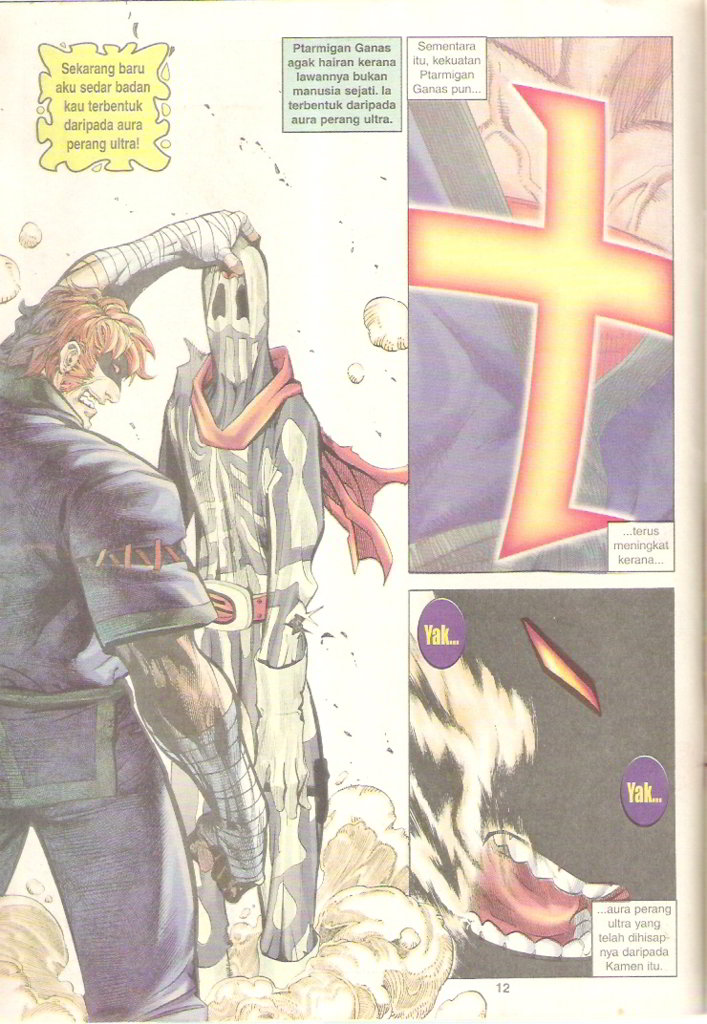 Sekarang baru
aku sedar badan
kau terbentuk
daripada aura
perang ultra!
Ptarmigan Ganas
agak hairan kerana
lawannya bukan
manusia sejati. Ia
terbentuk daripada
aura perang ultra.
Sementara
itu, kekuatan
Ptarmigan
Ganas pun...
...terus
meningkat
kerana...
Yak...
Yak...
...aura perang
ultra yang
telah dihisap-
nya daripada
Kamen itu.
12